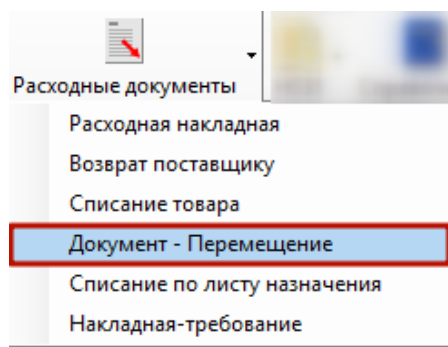 Расходные документы
Расходная накладная
Возврат поставщику
Списание товара
Документ - Перемещение
Списание по листу назначения
Накладная-требование